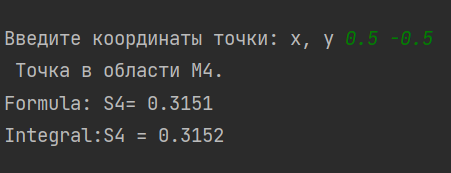 Введите координаты точки: x, y 0.5 -0.5
Точка в области M4.
Formula: S4= 0.3151
Integral:S4 = 0.3152